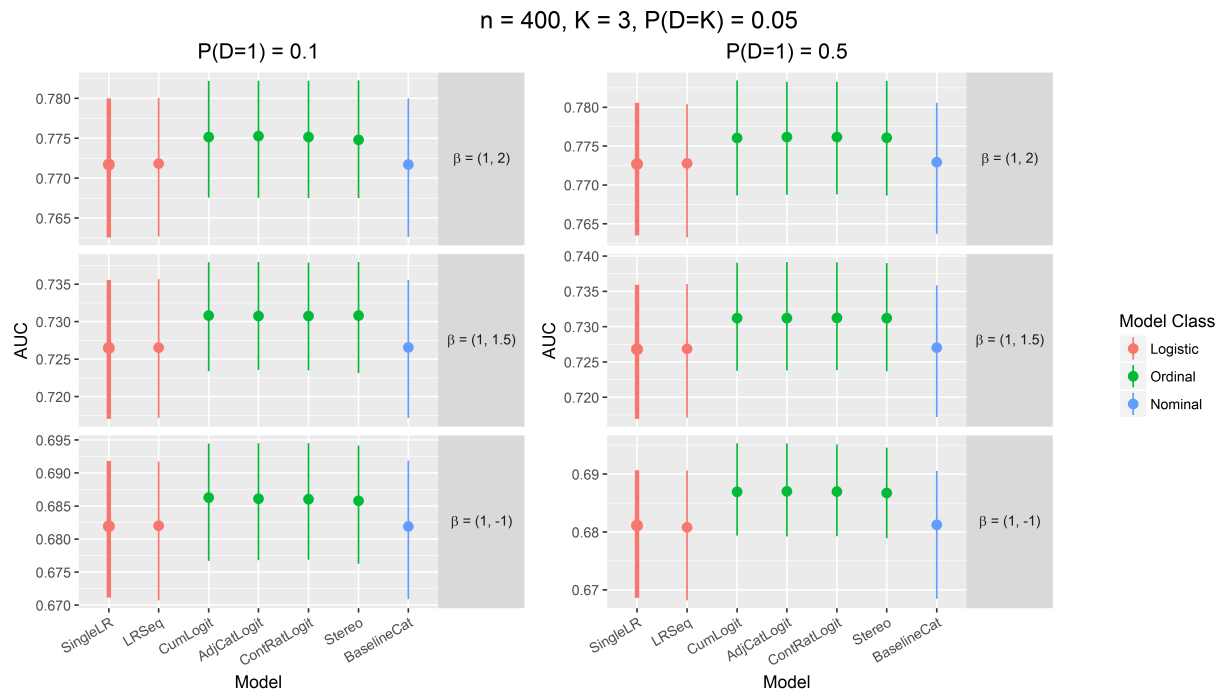 n = 400, K = 3, P(D=K) = 0.05
P(D=1) = 0.1
P(D=1) = 0.5
AUC
0.780
0.775
0.770
0.765
β = (1, 2)
0.735
0.730
0.725
0.720
β = (1, 1.5)
0.695
0.690
0.685
0.680
0.675
0.670
β = (1, -1)
SingleLR
LRSeq
CumLogit
AdjCatLogit
ContRatLogit
Stereo
BaselineCat
Model
AUC
0.780
0.775
0.770
0.765
β = (1, 2)
0.740
0.735
0.730
0.725
0.720
β = (1, 1.5)
0.69
0.68
0.67
β = (1, -1)
SingleLR
LRSeq
CumLogit
AdjCatLogit
ContRatLogit
Stereo
BaselineCat
Model
Model Class
Logistic
Ordinal
Nominal